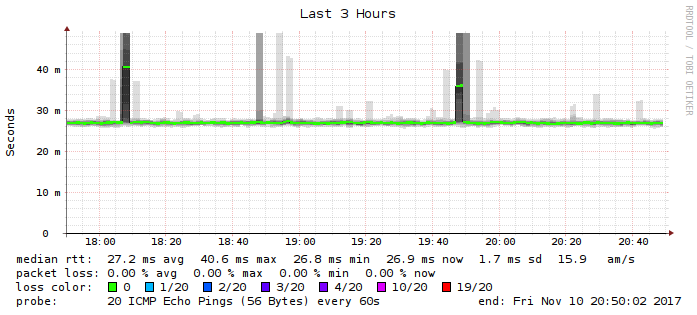 Last 3 Hours
RRDTOOL / TOBI OETIKER
Seconds
40 m
30 m
20 m
10 m
0
18:00 18:20 18:40 19:00 19:20 19:40 20:00 20:20 20:40
median rtt: 27.2 ms avg 40.6 ms max 26.8 ms min 26.9 ms now 1.7 ms sd 15.9 am/s
packet loss: 0.00 % avg 0.00 % max 0.00 % min 0.00 % now
loss color: 0 1/20 2/20 3/20 4/20 10/20 19/20
probe: 20 ICMP Echo Pings (56 Bytes) every 60s end: Fri Nov 10 20:50:02 2017